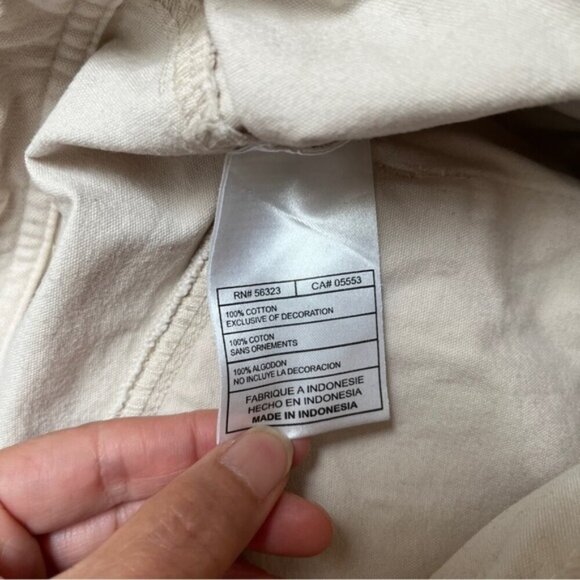 RN# 56323 CA# 05553
100% COTTON
EXCLUSIVE OF DECORATION
100% COTON
SANS ORNEMENTS
100% ALGODON
NO INCLUYE LA DECORACION
FABRIQUE A INDONESIE
HECHO EN INDONESIA
MADE IN INDONESIA